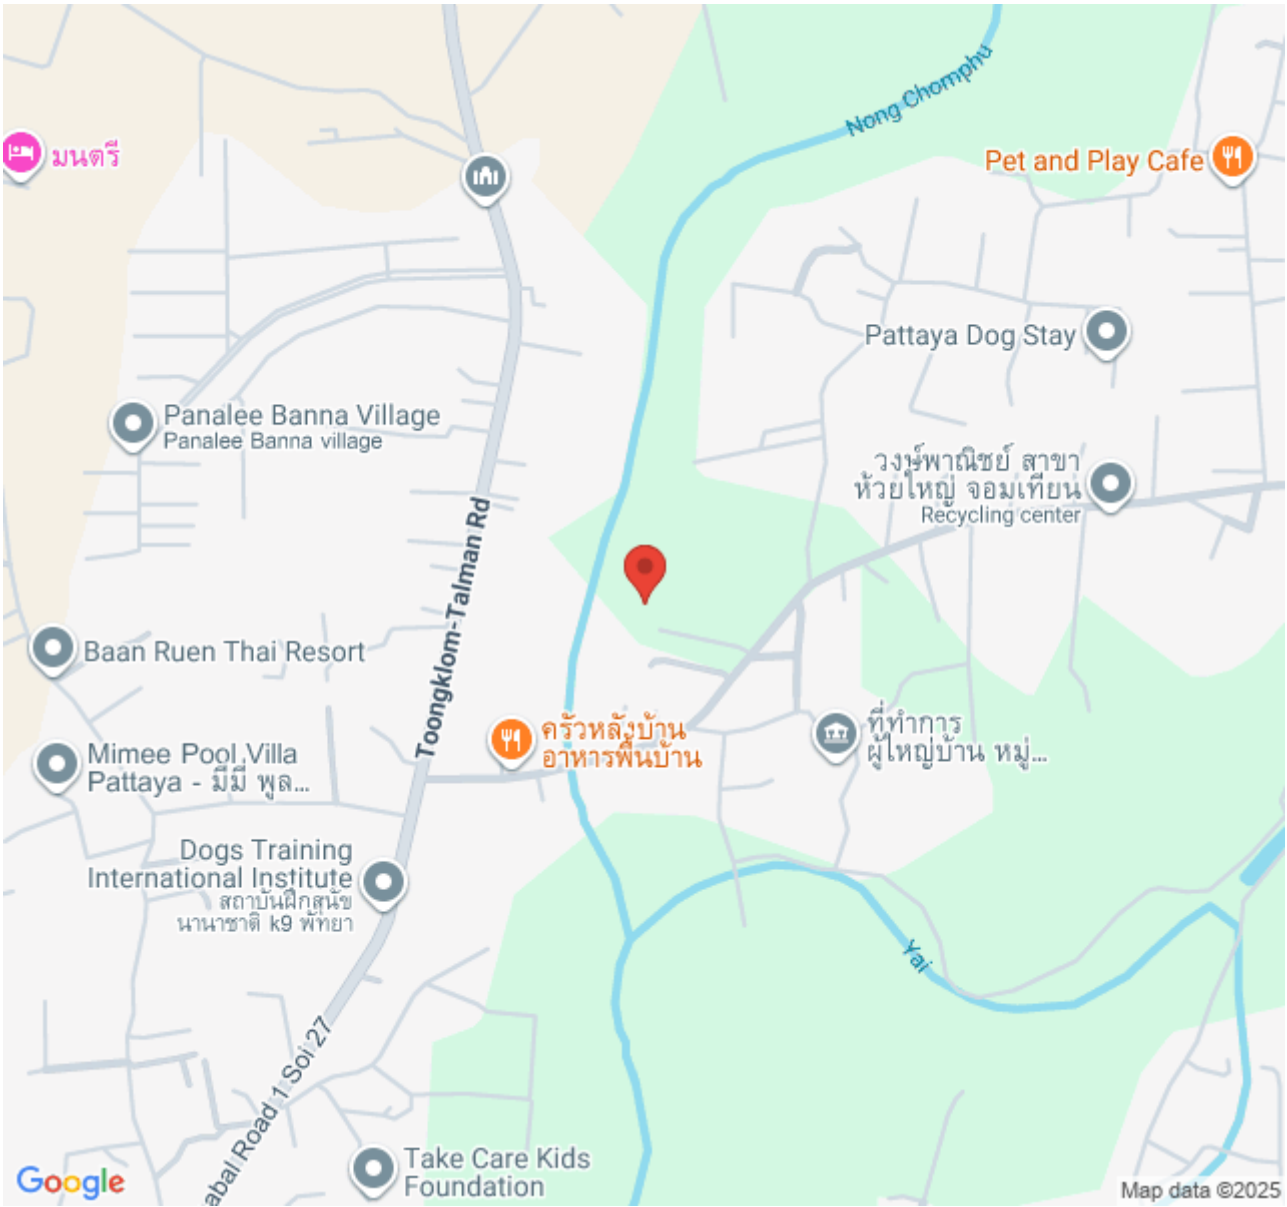 Nong Chomphu
มนตรี
Pet and Play Cafe
Pattaya Dog Stay
Panalee Banna Village
Panalee Banna village
วงษ์พาณิชย์ สาขา
ห้วยใหญ่ จอมเทียน
Recycling center
Toongklom-Talman Rd
Baan Ruen Thai Resort
ครัวหลังบ้าน
อาหารพื้นบ้าน
ที่ทำการ
ผู้ใหญ่บ้าน หมู่...
Mimee Pool Villa
Pattaya - มีมี่ พูล...
Dogs Training
International Institute
สถาบันฝึกสุนัข
นานาชาติ k9 พัทยา
Yai
abal Road 1 Soi 27
Take Care Kids
Foundation
Google
Map data ©2025